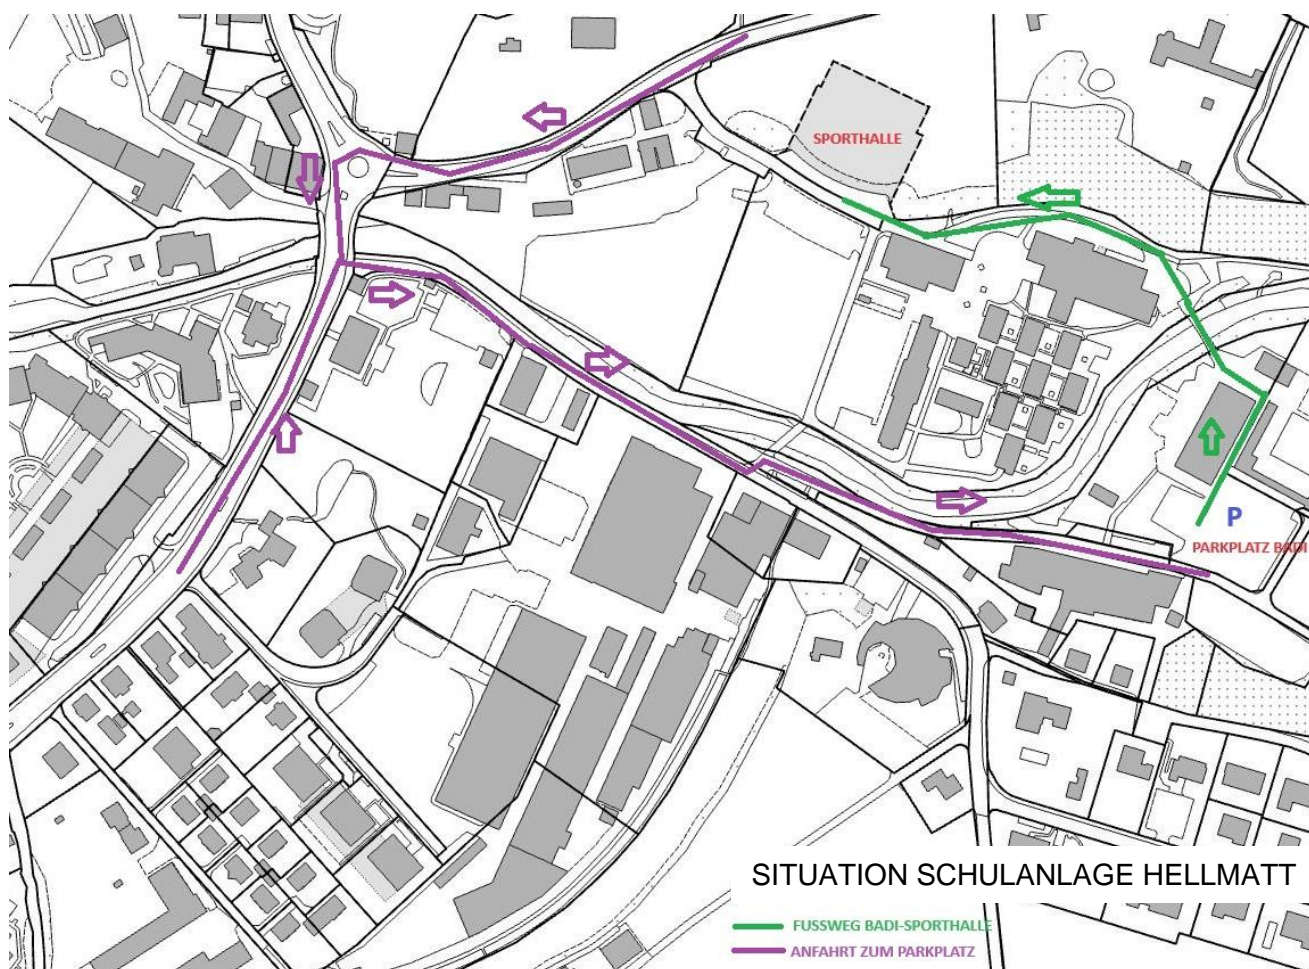 SPORTHALLE
P
PARKPLATZ BADI
SITUATION SCHULANLAGE HELLMATT
FUSSWEG BADI-SPORTHALLE
ANFAHRT ZUM PARKPLATZ